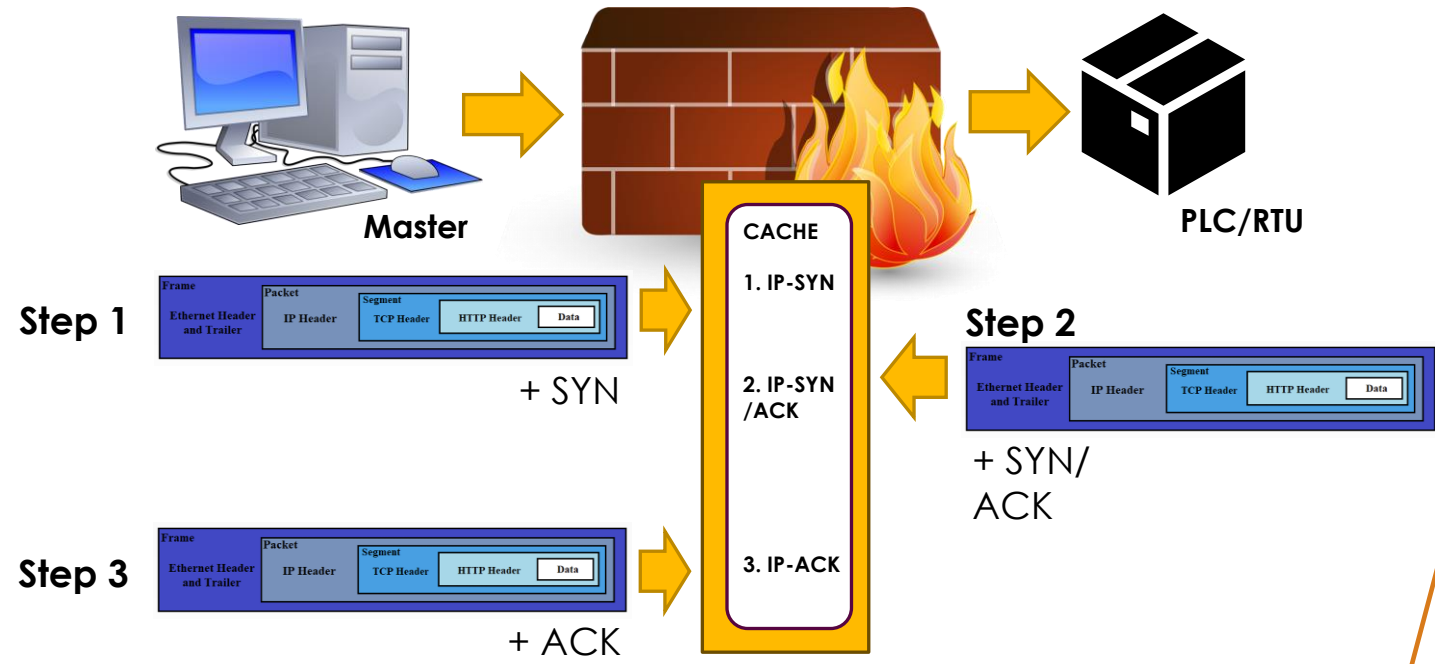 Master
PLC/RTU
CACHE
1. IP-SYN
2. IP-SYN
/ACK
3. IP-ACK
Step 1
Frame
Ethernet Header
and Trailer
Packet
IP Header
Segment
TCP Header
HTTP Header
Data
+ SYN
Step 2
Frame
Ethernet Header
and Trailer
Packet
IP Header
Segment
TCP Header
HTTP Header
Data
+ SYN/
ACK
Step 3
Frame
Ethernet Header
and Trailer
Packet
IP Header
Segment
TCP Header
HTTP Header
Data
+ ACK